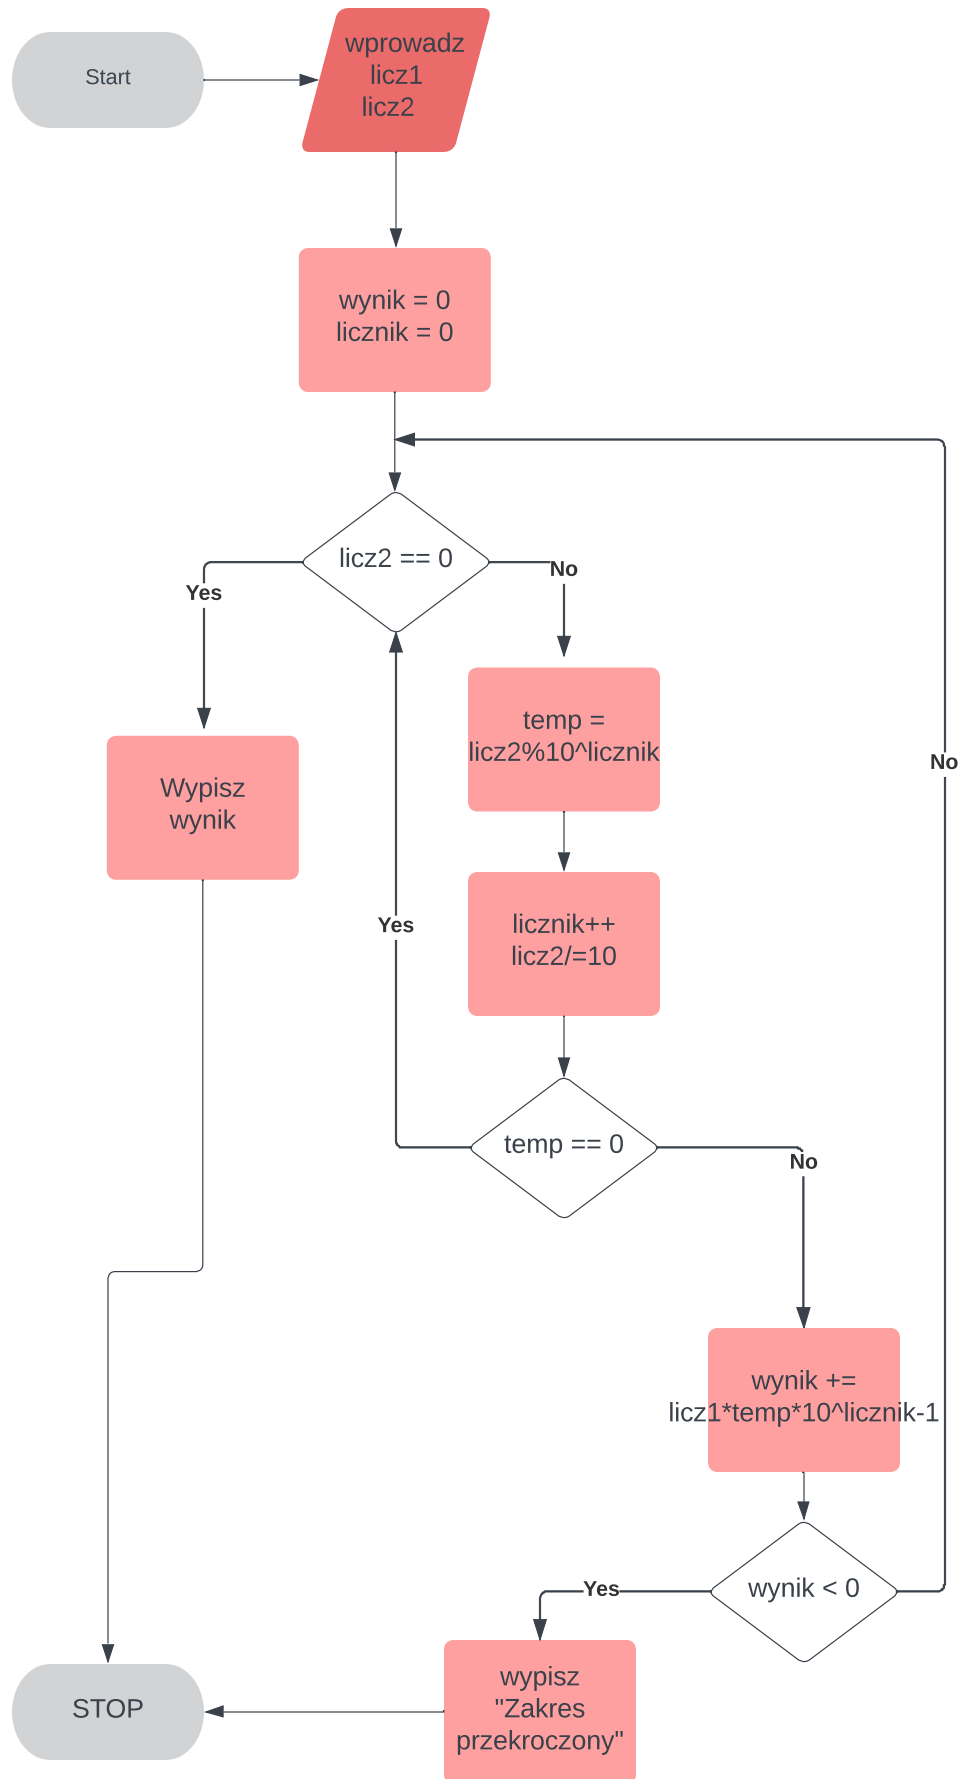 Start
wprowadz
licz1
licz2
wynik = 0
licznik = 0
licz2 == 0
Yes
No
temp =
licz2%10^licznik
Wypisz
wynik
No
licznik++
licz2/=10
Yes
temp == 0
No
wynik +=
licz1*temp*10^licznik-1
wynik < 0
Yes
wypisz
"Zakres
przekroczony"
STOP